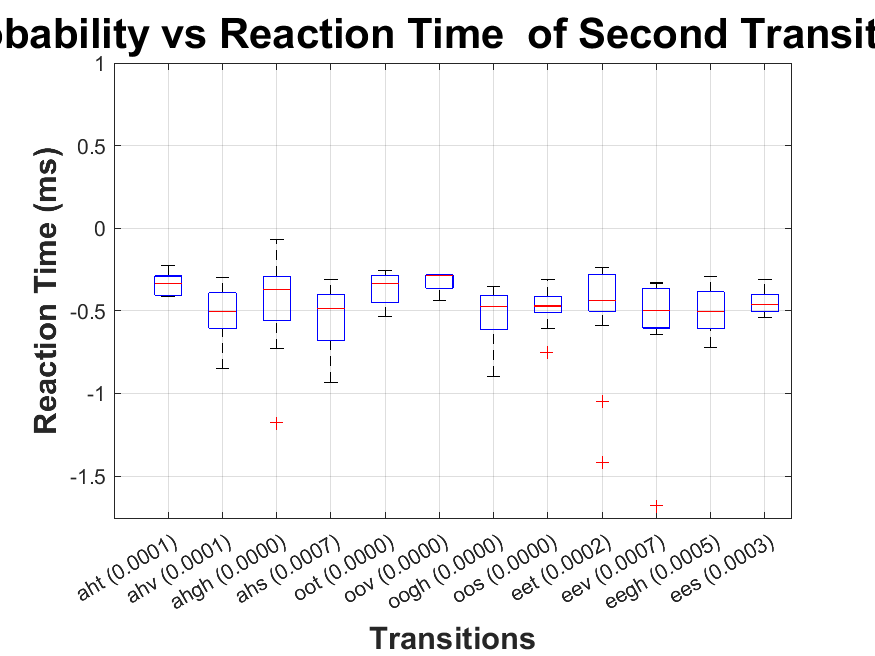 obability vs Reaction Time of Second Transit
Reaction Time (ms)
1
0.5
0
-0.5
-1
-1.5
aht (0.0001)
ahv (0.0001)
ahgh (0.0000)
ahs (0.0007)
oot (0.0000)
oov (0.0000)
oogh (0.0000)
oos (0.0000)
eet (0.0002)
eev (0.0007)
eegh (0.0005)
ees (0.0003)
Transitions